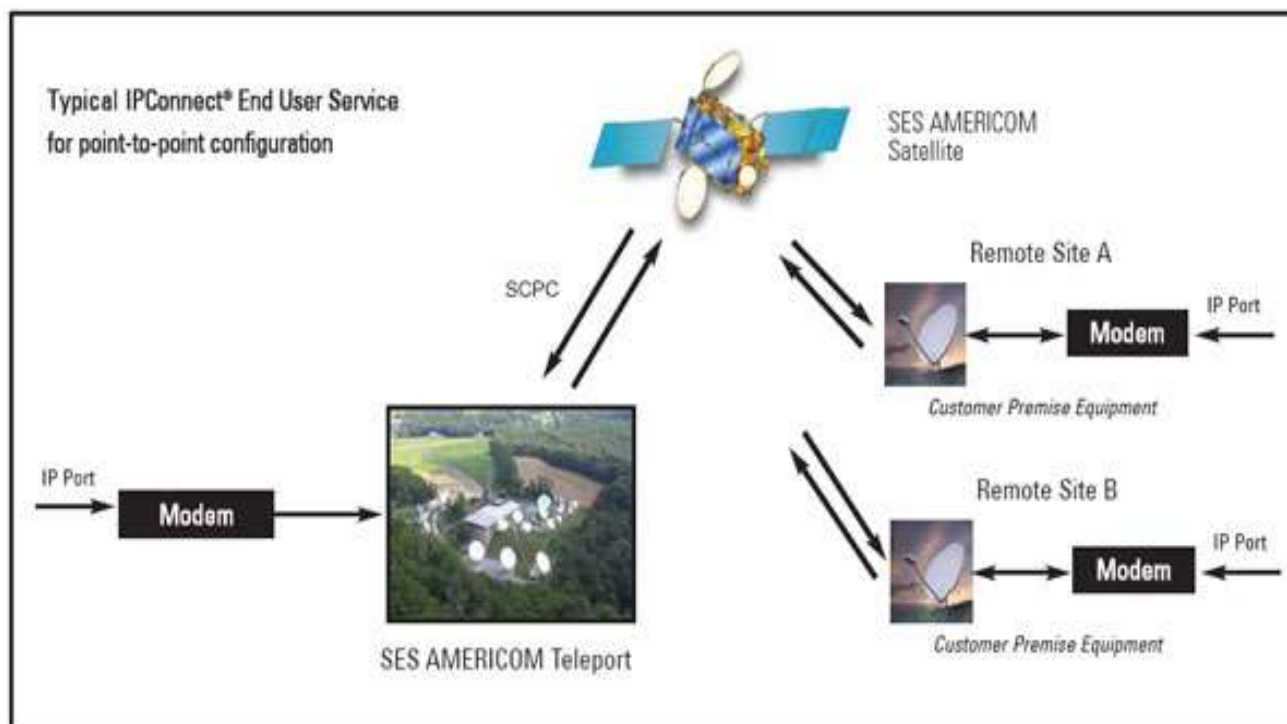 Typical IPConnect® End User Service
for point-to-point configuration
SES AMERICOM
Satellite
SCPC
Remote Site A
IP Port
Modem
Customer Premise Equipment
IP Port
Modem
SES AMERICOM Teleport
Remote Site B
IP Port
Modem
Customer Premise Equipment